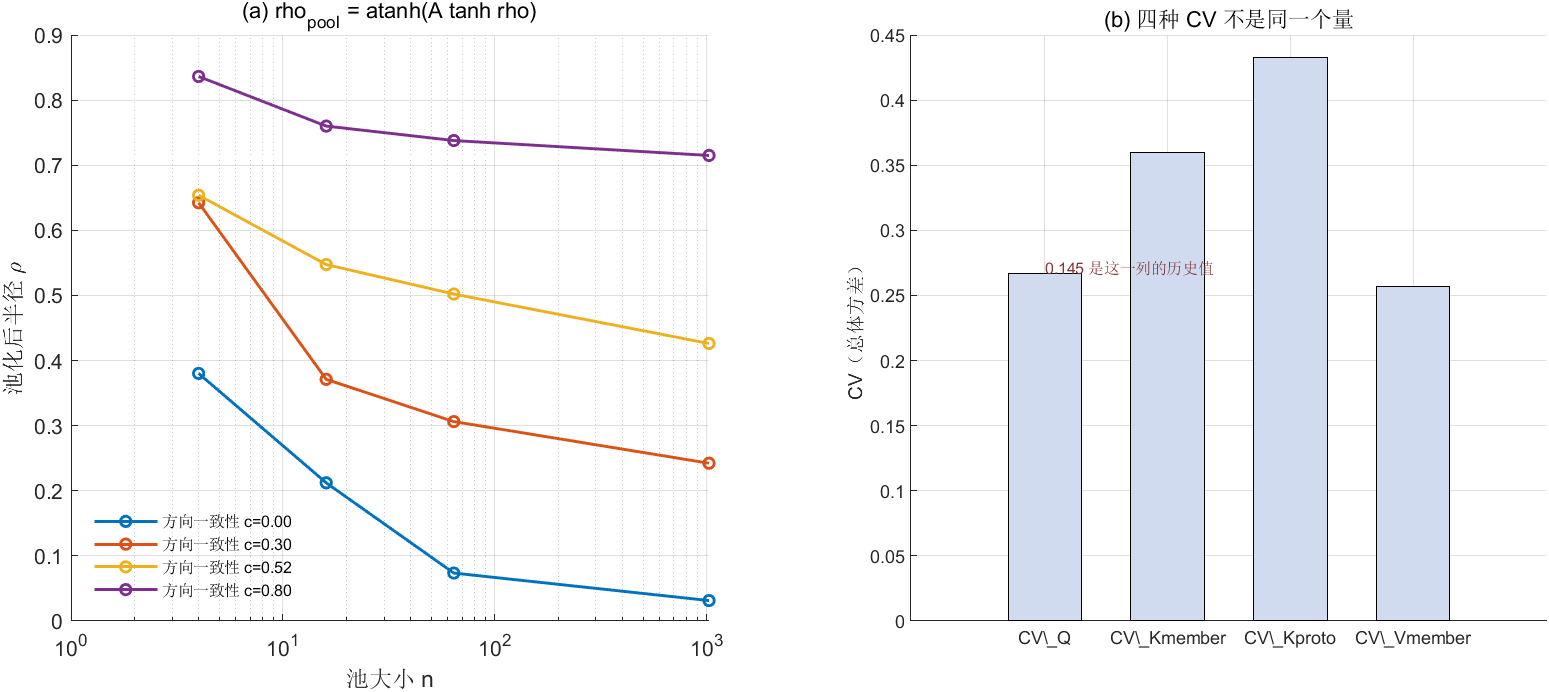 (a) rho_pool = atanh(A tanh rho)
池化后半径 ρ
0.9
0.8
0.7
0.6
0.5
0.4
0.3
0.2
0.1
0
方向一致性 c=0.00
方向一致性 c=0.30
方向一致性 c=0.52
方向一致性 c=0.80
10^0
10^1
10^2
10^3
池大小 n
(b) 四种 CV 不是同一个量
CV（总体方差）
0.45
0.4
0.35
0.3
0.25
0.2
0.15
0.1
0.05
0
0.145 是这一列的历史值
CV\_Q
CV\_Kmember
CV\_Kproto
CV\_Vmember